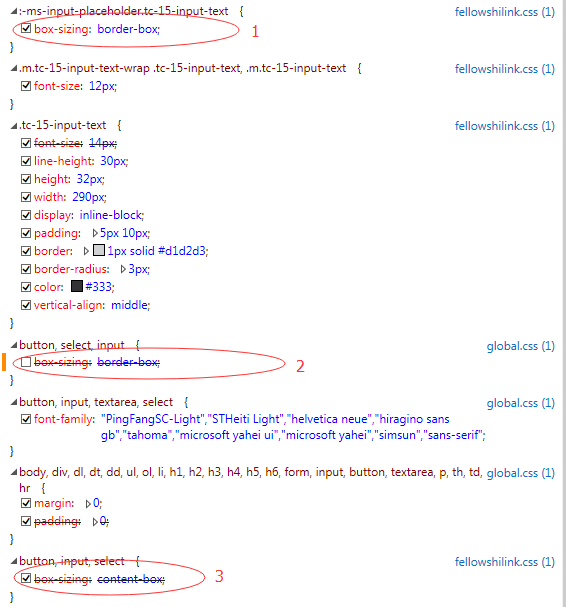 :-ms-input-placeholder.tc-15-input-text { fellowshilink.css (1)
box-sizing: border-box; 1
}
.m.tc-15-input-text-wrap .tc-15-input-text, .m.tc-15-input-text { fellowshilink.css (1)
font-size: 12px;
}
.tc-15-input-text { fellowshilink.css (1)
font-size: 14px;
line-height: 30px;
height: 32px;
width: 290px;
display: inline-block;
padding: 5px 10px;
border: 1px solid #d1d2d3;
border-radius: 3px;
color: #333;
vertical-align: middle;
}
button, select, input { global.css (1)
box-sizing: border-box; 2
}
button, input, textarea, select { global.css (1)
font-family: "PingFangSC-Light","STHeiti Light","helvetica neue","hiragino sans
gb","tahoma","microsoft yahei ui","microsoft yahei","simsun","sans-serif";
}
body, div, dl, dt, dd, ul, ol, li, h1, h2, h3, h4, h5, h6, form, input, button, textarea, p, th, td, global.css (1)
hr {
margin: 0;
padding: 0;
}
button, input, select { fellowshilink.css (1)
box-sizing: content-box; 3
}